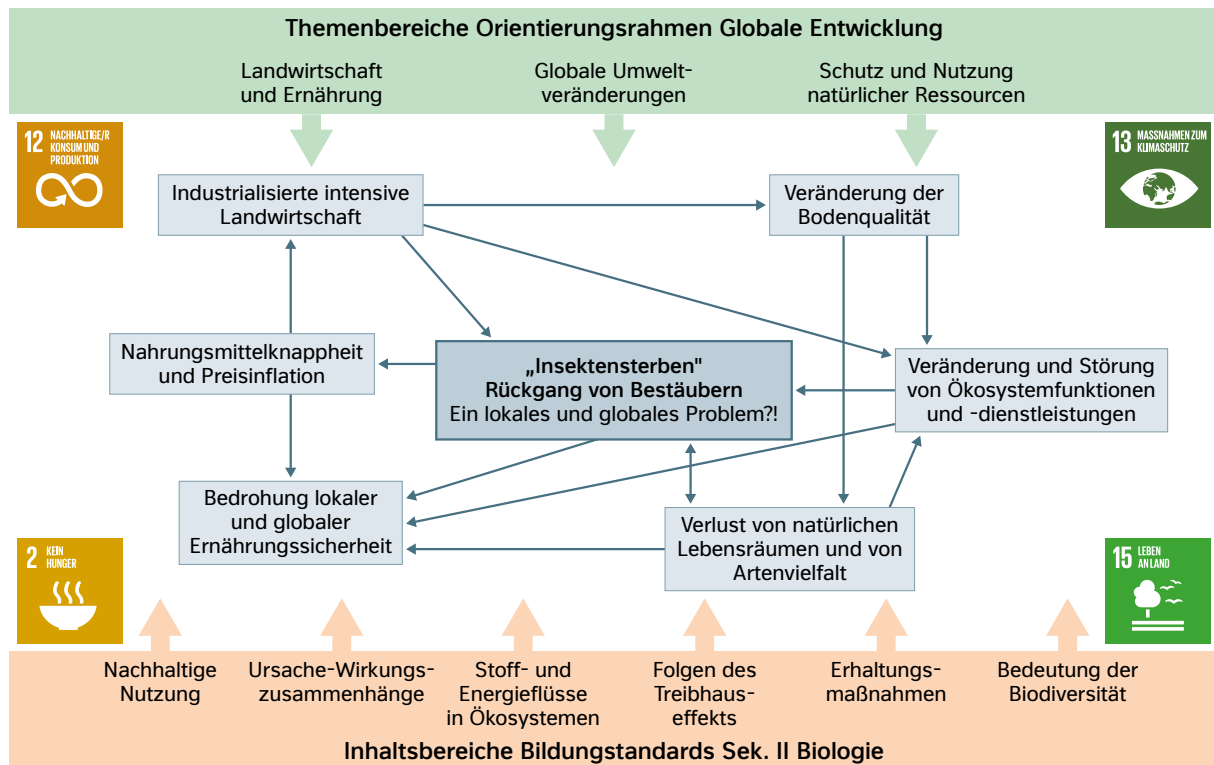 Themenbereiche Orientierungsrahmen Globale Entwicklung
Landwirtschaft
und Ernährung
Globale Umwelt-
veränderungen
Schutz und Nutzung
natürlicher Ressourcen
12 NACHHALTIGE/R
KONSUM UND
PRODUKTION
13 MASSNAHMEN ZUM
KLIMASCHUTZ
Industrialisierte intensive
Landwirtschaft
Veränderung der
Bodenqualität
Nahrungsmittelknappheit
und Preisinflation
„Insektensterben"
Rückgang von Bestäubern
Ein lokales und globales Problem?!
Veränderung und Störung
von Ökosystemfunktionen
und -dienstleistungen
Bedrohung lokaler
und globaler
Ernährungssicherheit
Verlust von natürlichen
Lebensräumen und von
Artenvielfalt
2 KEIN
HUNGER
15 LEBEN
AN LAND
Nachhaltige
Nutzung
Ursache-Wirkungs-
zusammenhänge
Stoff- und
Energieflüsse
in Ökosystemen
Folgen des
Treibhaus-
effekts
Erhaltungs-
maßnahmen
Bedeutung der
Biodiversität
Inhaltsbereiche Bildungstandards Sek. II Biologie